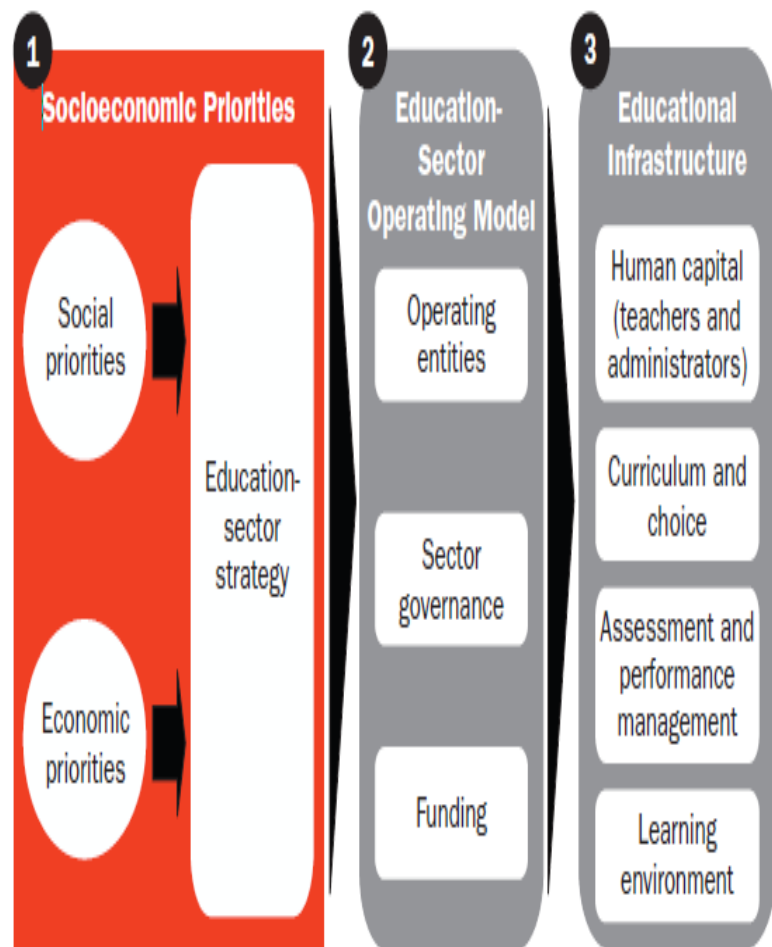 1
Socioeconomic Priorities
Social
priorities
Economic
priorities
Education-
sector
strategy
2
Education-
Sector
Operating Model
Operating
entities
Sector
governance
Funding
3
Educational
Infrastructure
Human capital
(teachers and
administrators)
Curriculum and
choice
Assessment and
performance
management
Learning
environment